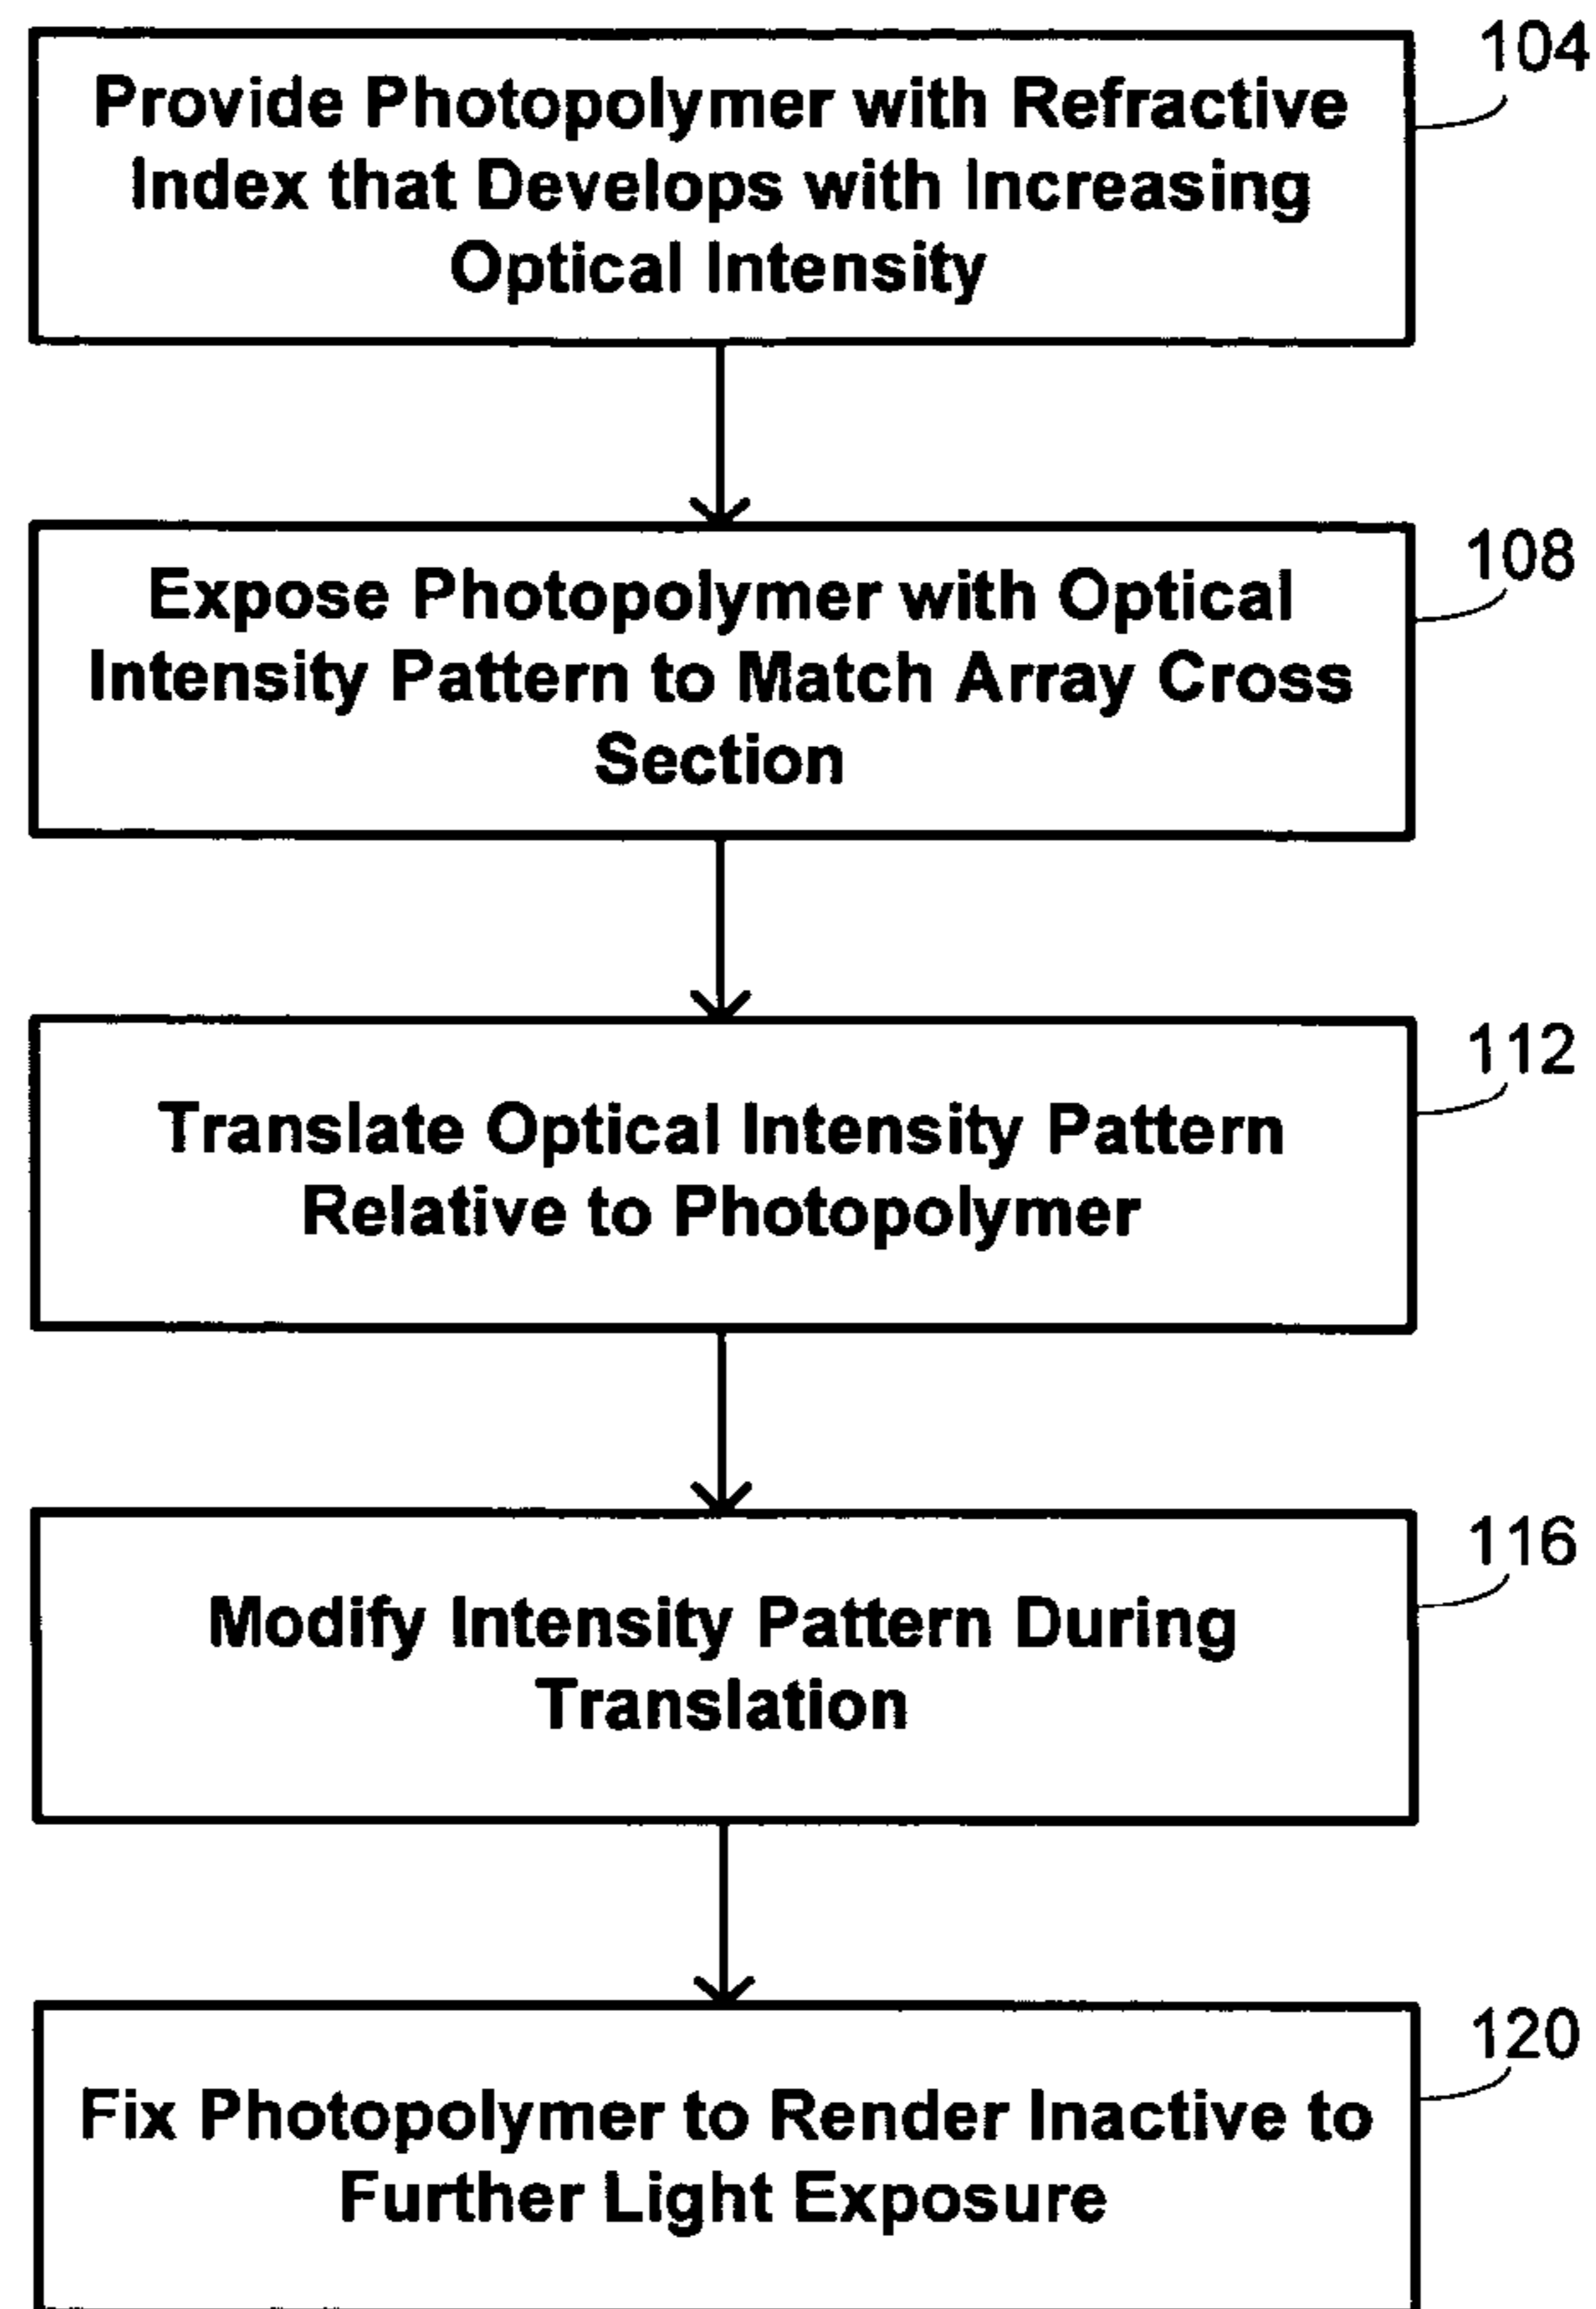 104
Provide Photopolymer with Refractive
Index that Develops with Increasing
Optical Intensity
108
Expose Photopolymer with Optical
Intensity Pattern to Match Array Cross
Section
112
Translate Optical Intensity Pattern
Relative to Photopolymer
116
Modify Intensity Pattern During
Translation
120
Fix Photopolymer to Render Inactive to
Further Light Exposure